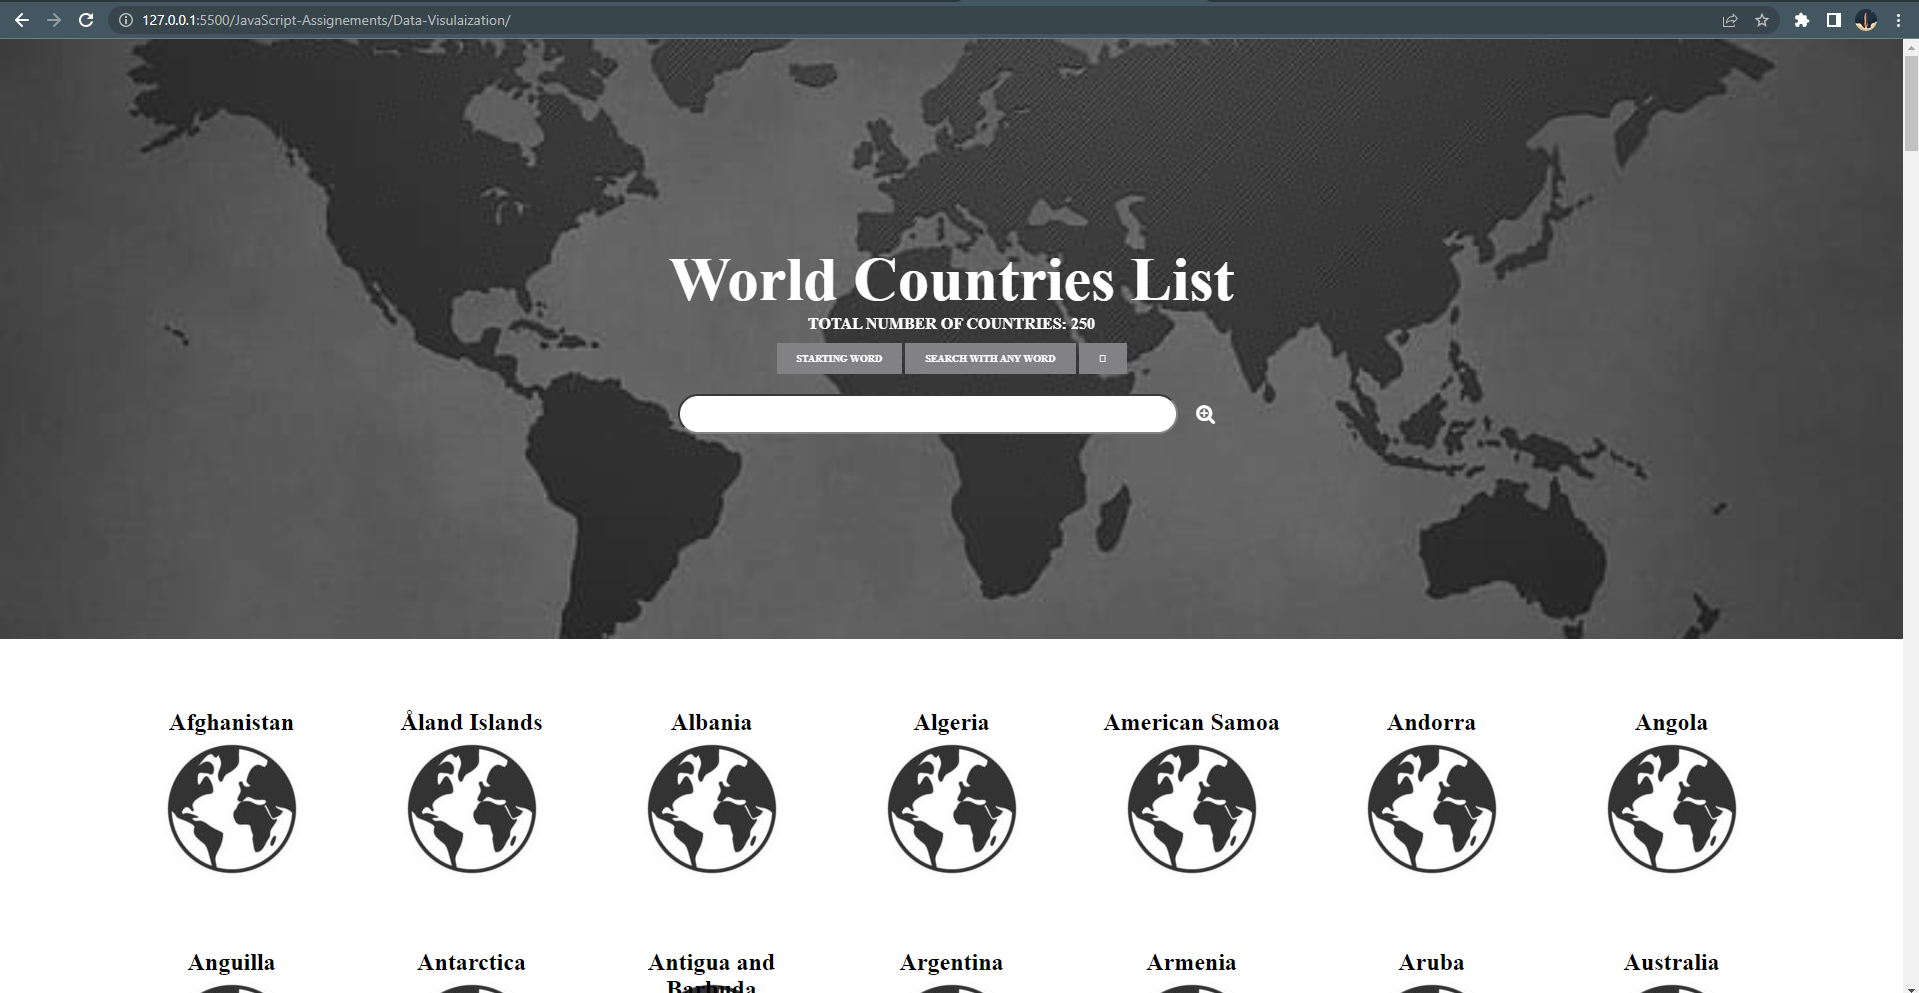 127.0.0.1:5500/JavaScript-Assignements/Data-Visulaization/
World Countries List
TOTAL NUMBER OF COUNTRIES: 250
STARTING WORD SEARCH WITH ANY WORD
Afghanistan Åland Islands Albania Algeria American Samoa Andorra Angola
Anguilla Antarctica Antigua and Argentina Armenia Aruba Australia
Barbuda